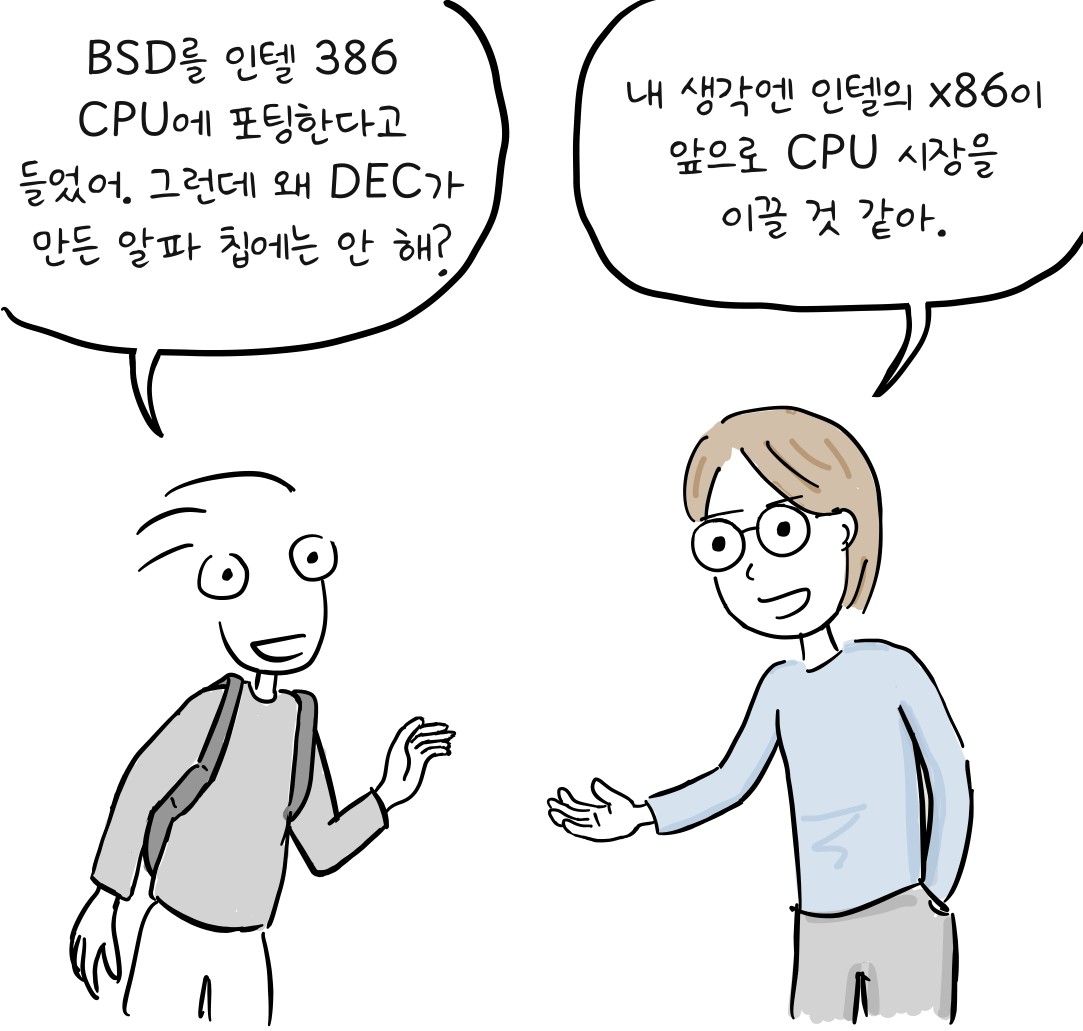 BSD를 인텔 386
CPU에 포팅한다고
들었어. 그런데 왜 DEC가
만든 알파 칩에는 안 해?
내 생각엔 인텔의 x86이
앞으로 CPU 시장을
이끌 것 같아.